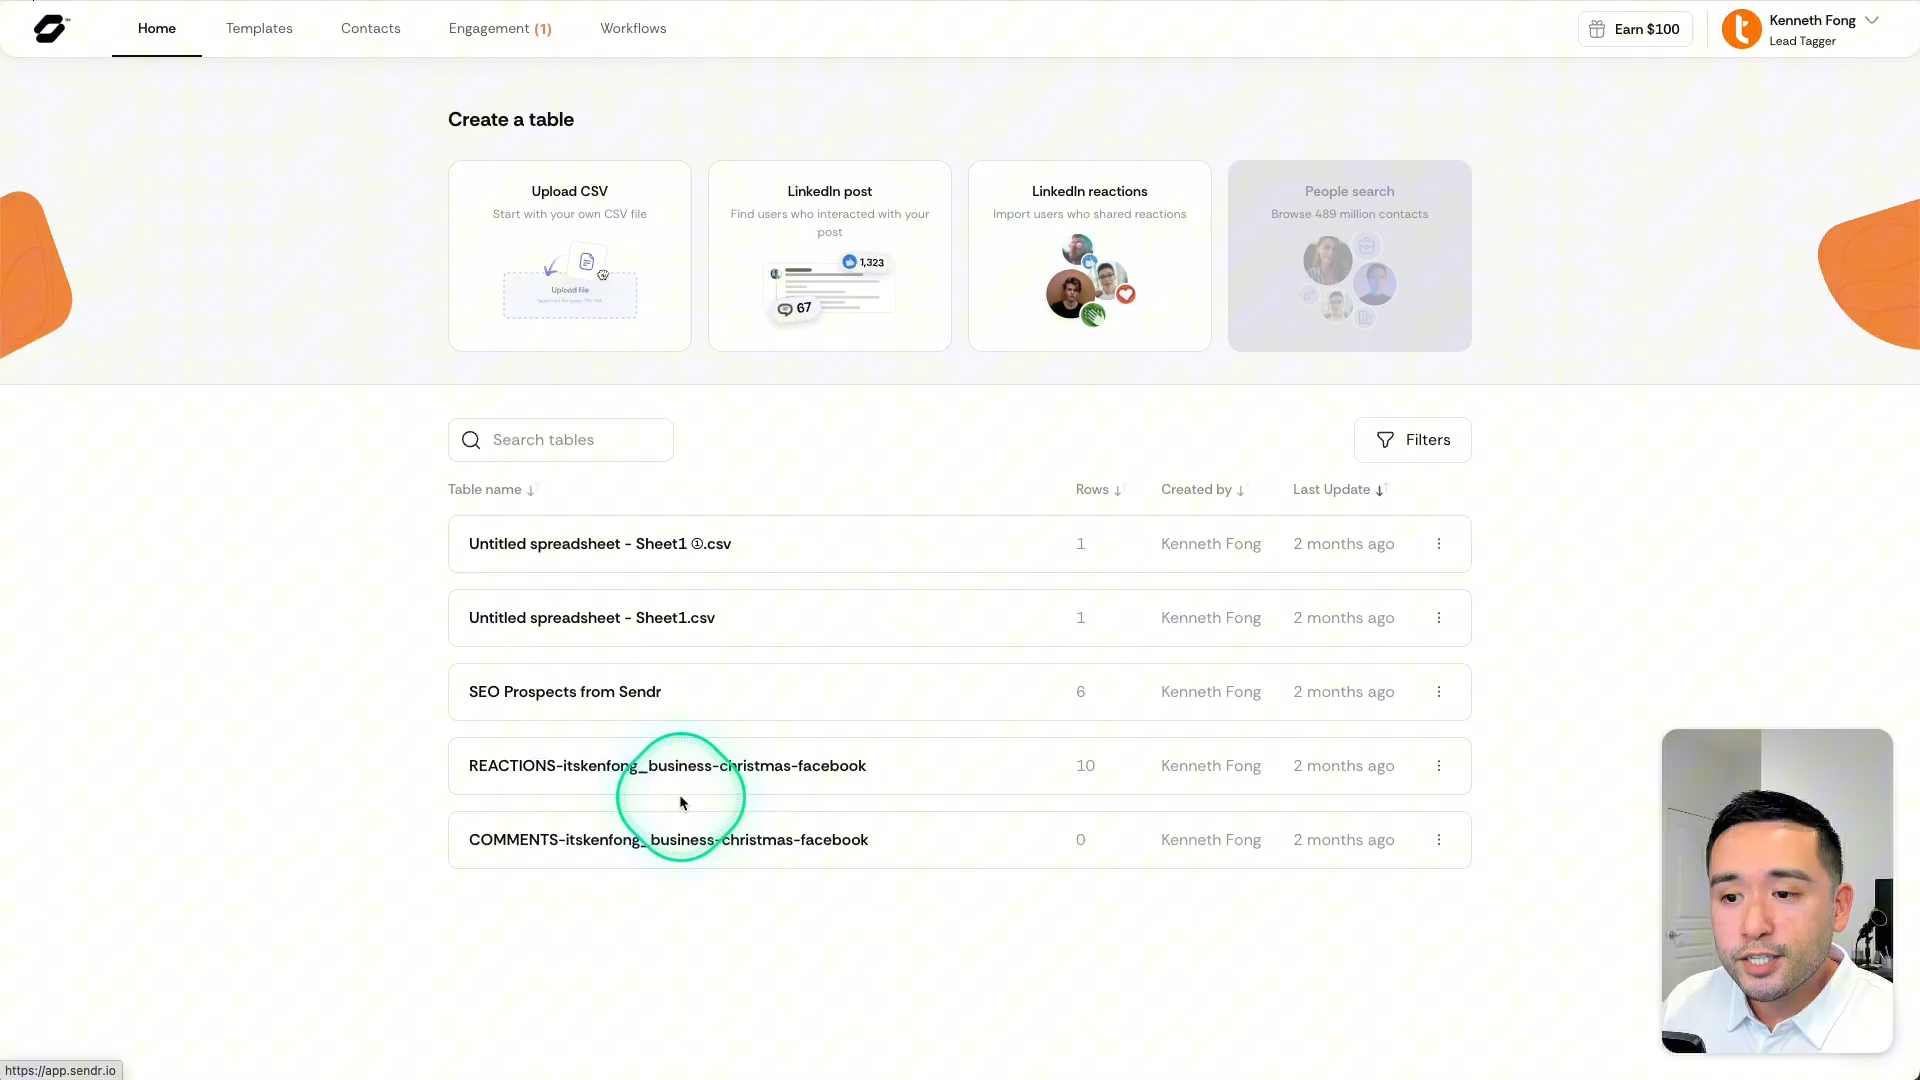 Home
Templates
Contacts
Engagement (1)
Workflows
Earn $100
Kenneth Fong
Lead Tagger
Create a table
Upload CSV
Start with your own CSV file
Upload file
LinkedIn post
Find users who interacted with your
post
1,323
67
LinkedIn reactions
Import users who shared reactions
People search
Browse 489 million contacts
Search tables
Filters
Table name
Rows
Created by
Last Update
Untitled spreadsheet - Sheet1 ①.csv
1
Kenneth Fong
2 months ago
Untitled spreadsheet - Sheet1.csv
1
Kenneth Fong
2 months ago
SEO Prospects from Sendr
6
Kenneth Fong
2 months ago
REACTIONS-itskenfong_business-christmas-facebook
10
Kenneth Fong
2 months ago
COMMENTS-itskenfong_business-christmas-facebook
0
Kenneth Fong
2 months ago
https://app.sendr.io